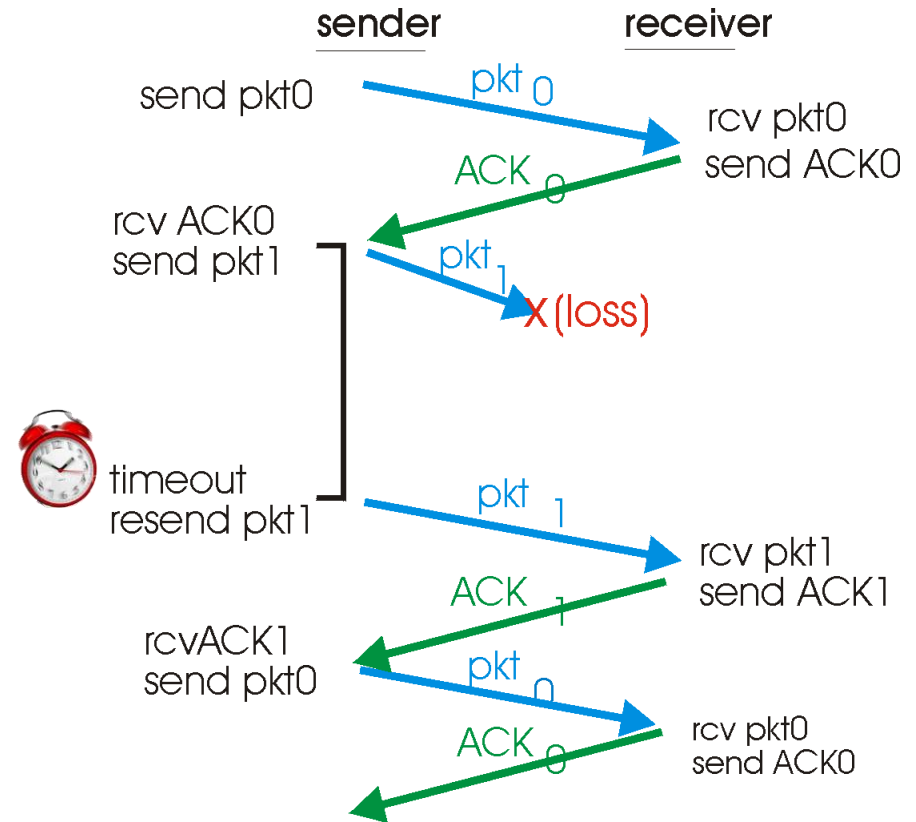 sender
receiver
send pkt0
pkt 0
rcv pkt0
send ACK0
ACK 0
rcv ACK0
send pkt1
pkt 1
X(loss)
timeout
resend pkt1
pkt 1
rcv pkt1
send ACK1
ACK 1
rcvACK1
send pkt0
pkt 0
rcv pkt0
send ACK0
ACK 0